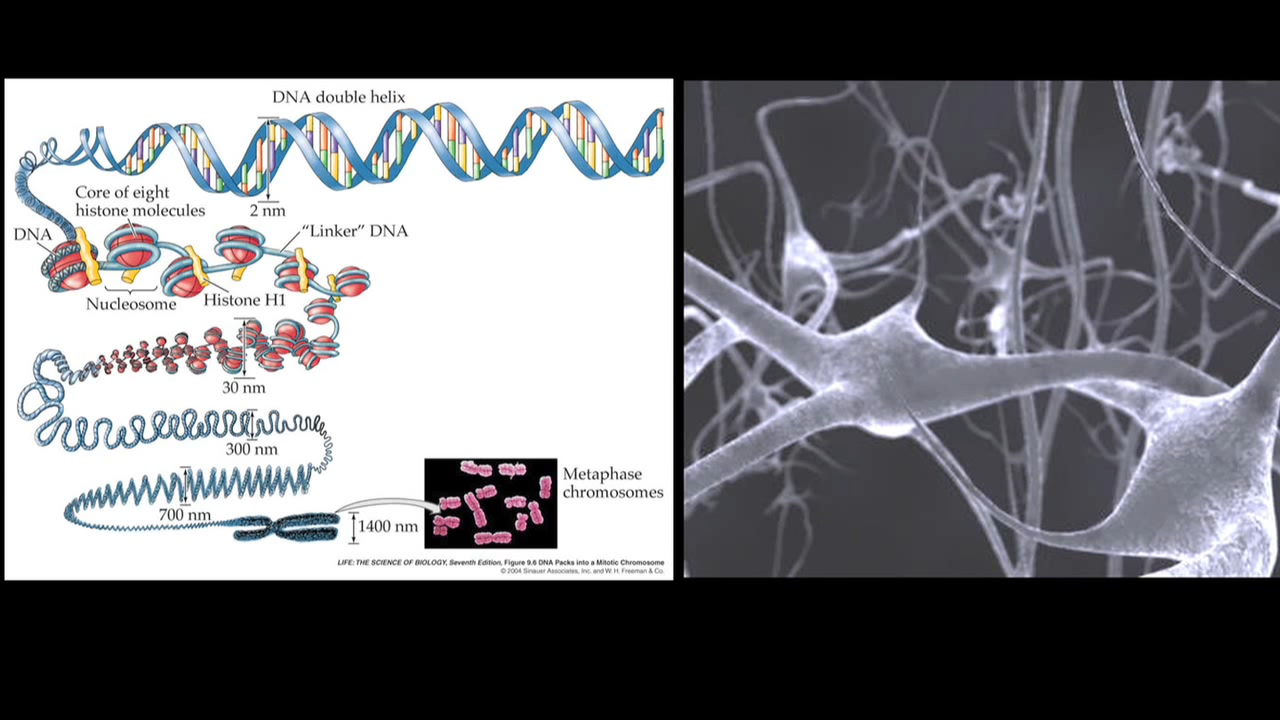 DNA double helix
2 nm
Core of eight
histone molecules
DNA
“Linker” DNA
Nucleosome
Histone H1
30 nm
300 nm
700 nm
1400 nm
Metaphase
chromosomes
LIFE: THE SCIENCE OF BIOLOGY, Seventh Edition, Figure 9.6 DNA Packs into a Mitotic Chromosome
© 2004 Sinauer Associates, Inc. and W. H. Freeman & Co.